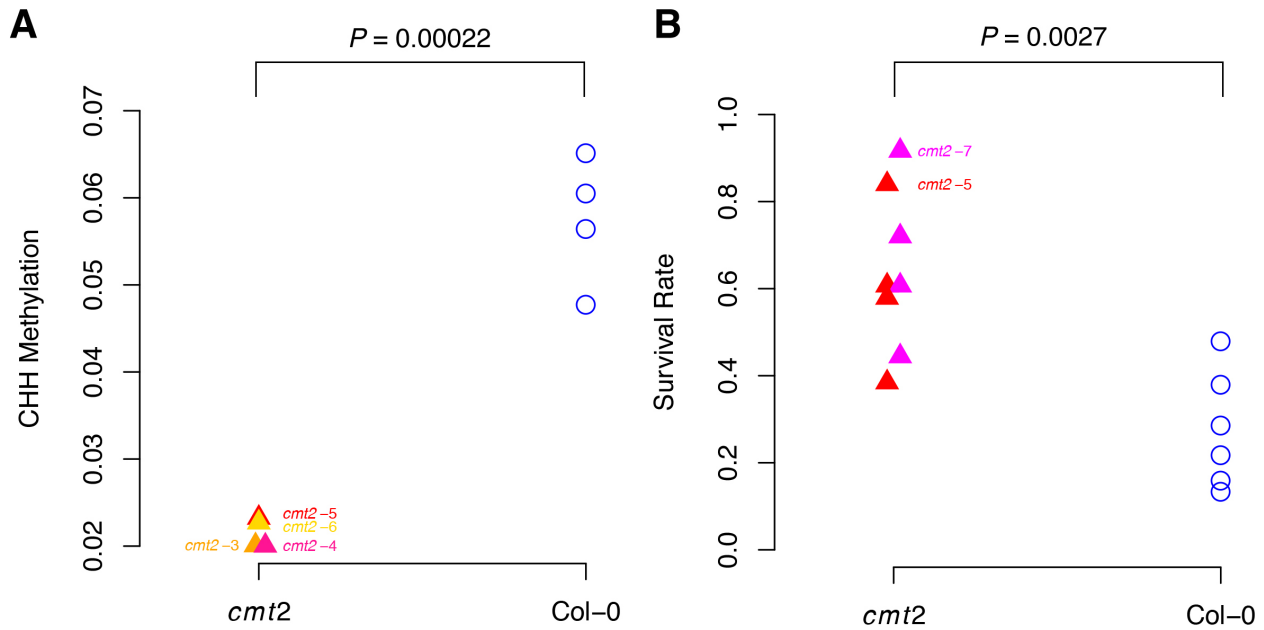 A
P = 0.00022
CHH Methylation
0.07
0.06
0.05
0.04
0.03
0.02
cmt2−5
cmt2−6
cmt2−3
cmt2−4
cmt2
Col−0
B
P = 0.0027
Survival Rate
1.0
0.8
0.6
0.4
0.2
0.0
cmt2−7
cmt2−5
cmt2
Col−0